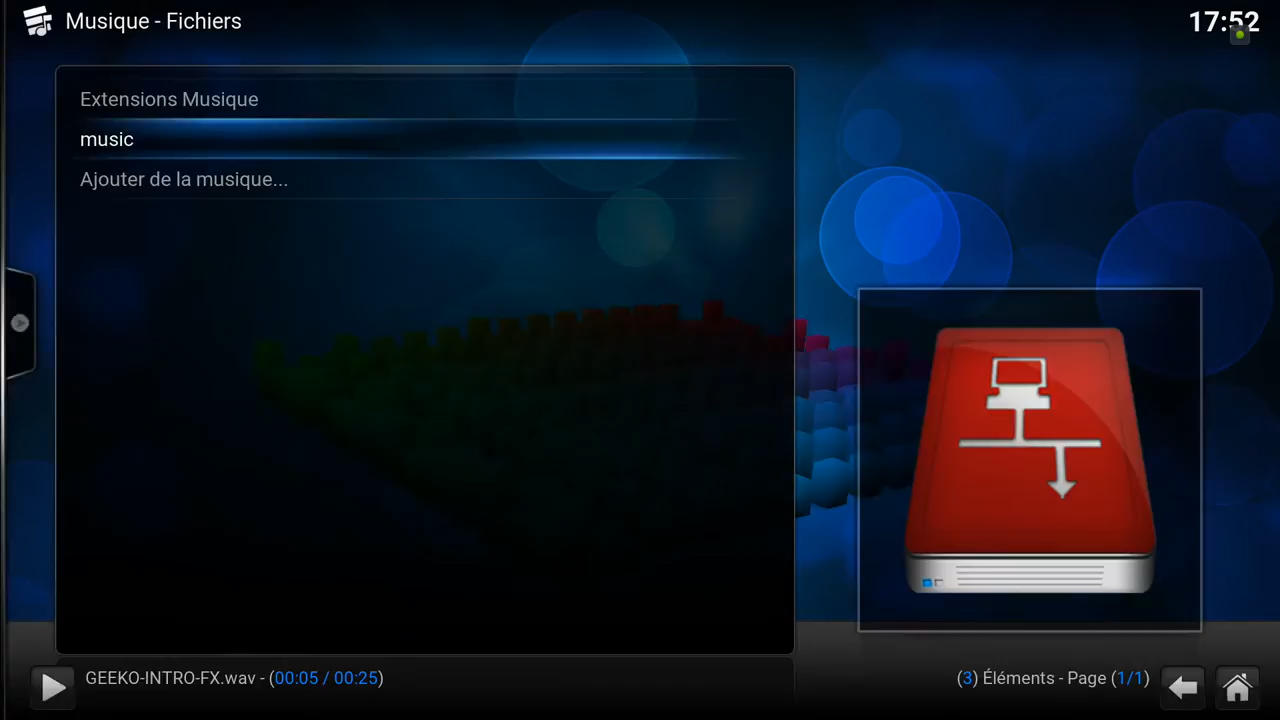 Musique - Fichiers
17:52
Extensions Musique
music
Ajouter de la musique...
GEEKO-INTRO-FX.wav - (00:05 / 00:25)
(3) Éléments - Page (1/1)